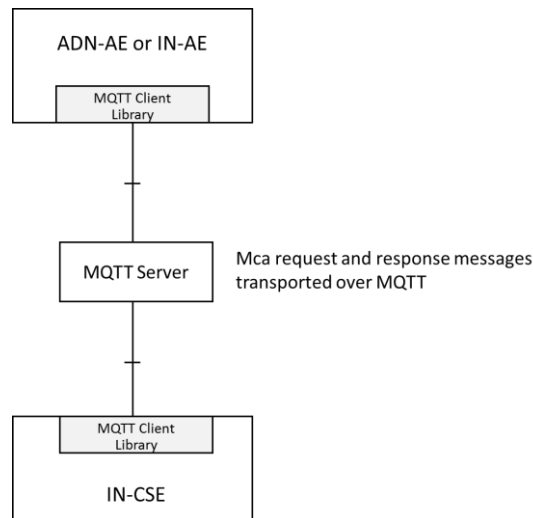 ADN-AE or IN-AE
MQTT Client
Library
MQTT Server
Mca request and response messages
transported over MQTT
MQTT Client
Library
IN-CSE